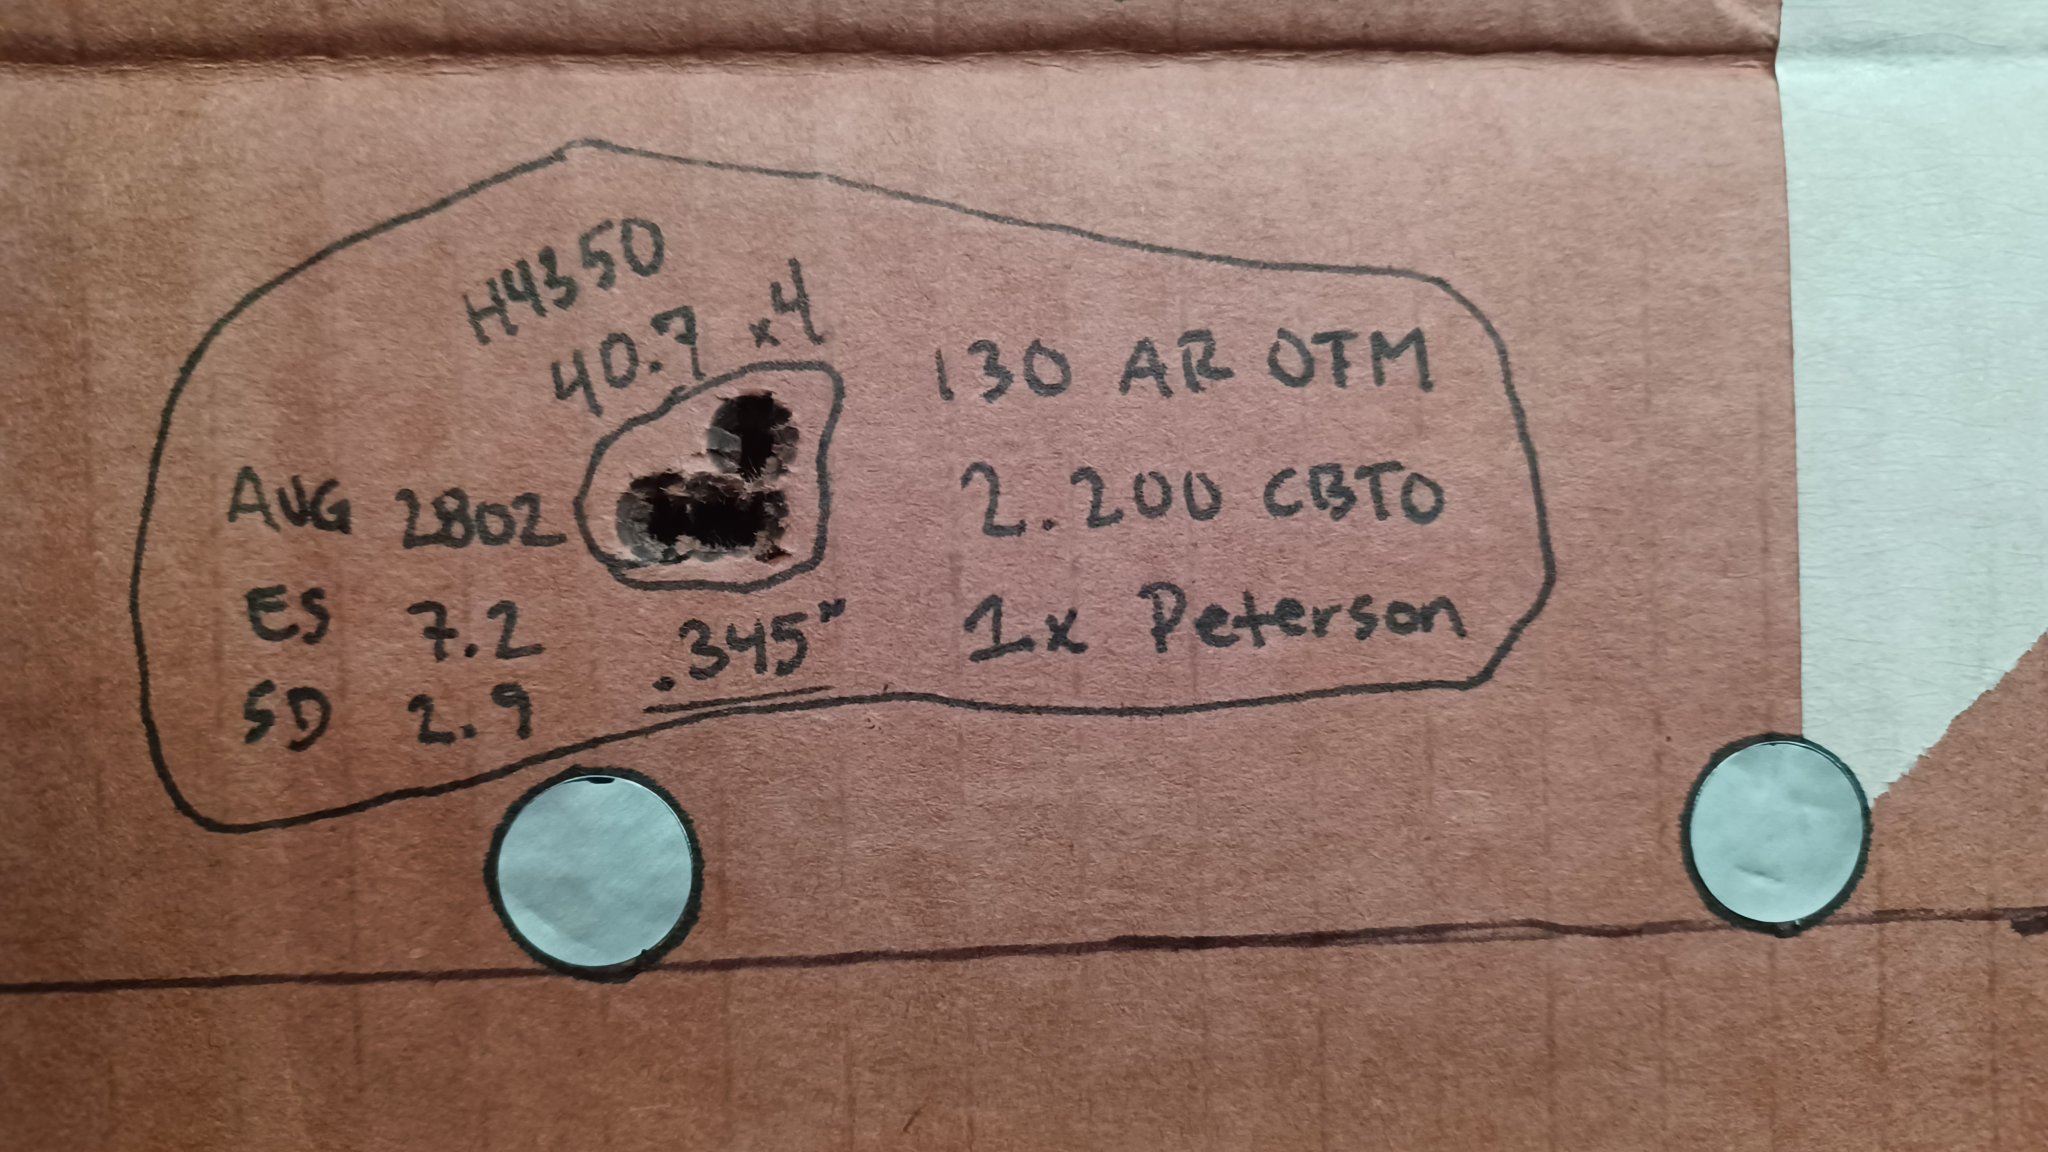 H4350
40.7 x4
130 AR OTM
AVG 2802
2.200 CBTO
ES 7.2
.345"
1x Peterson
SD 2.9